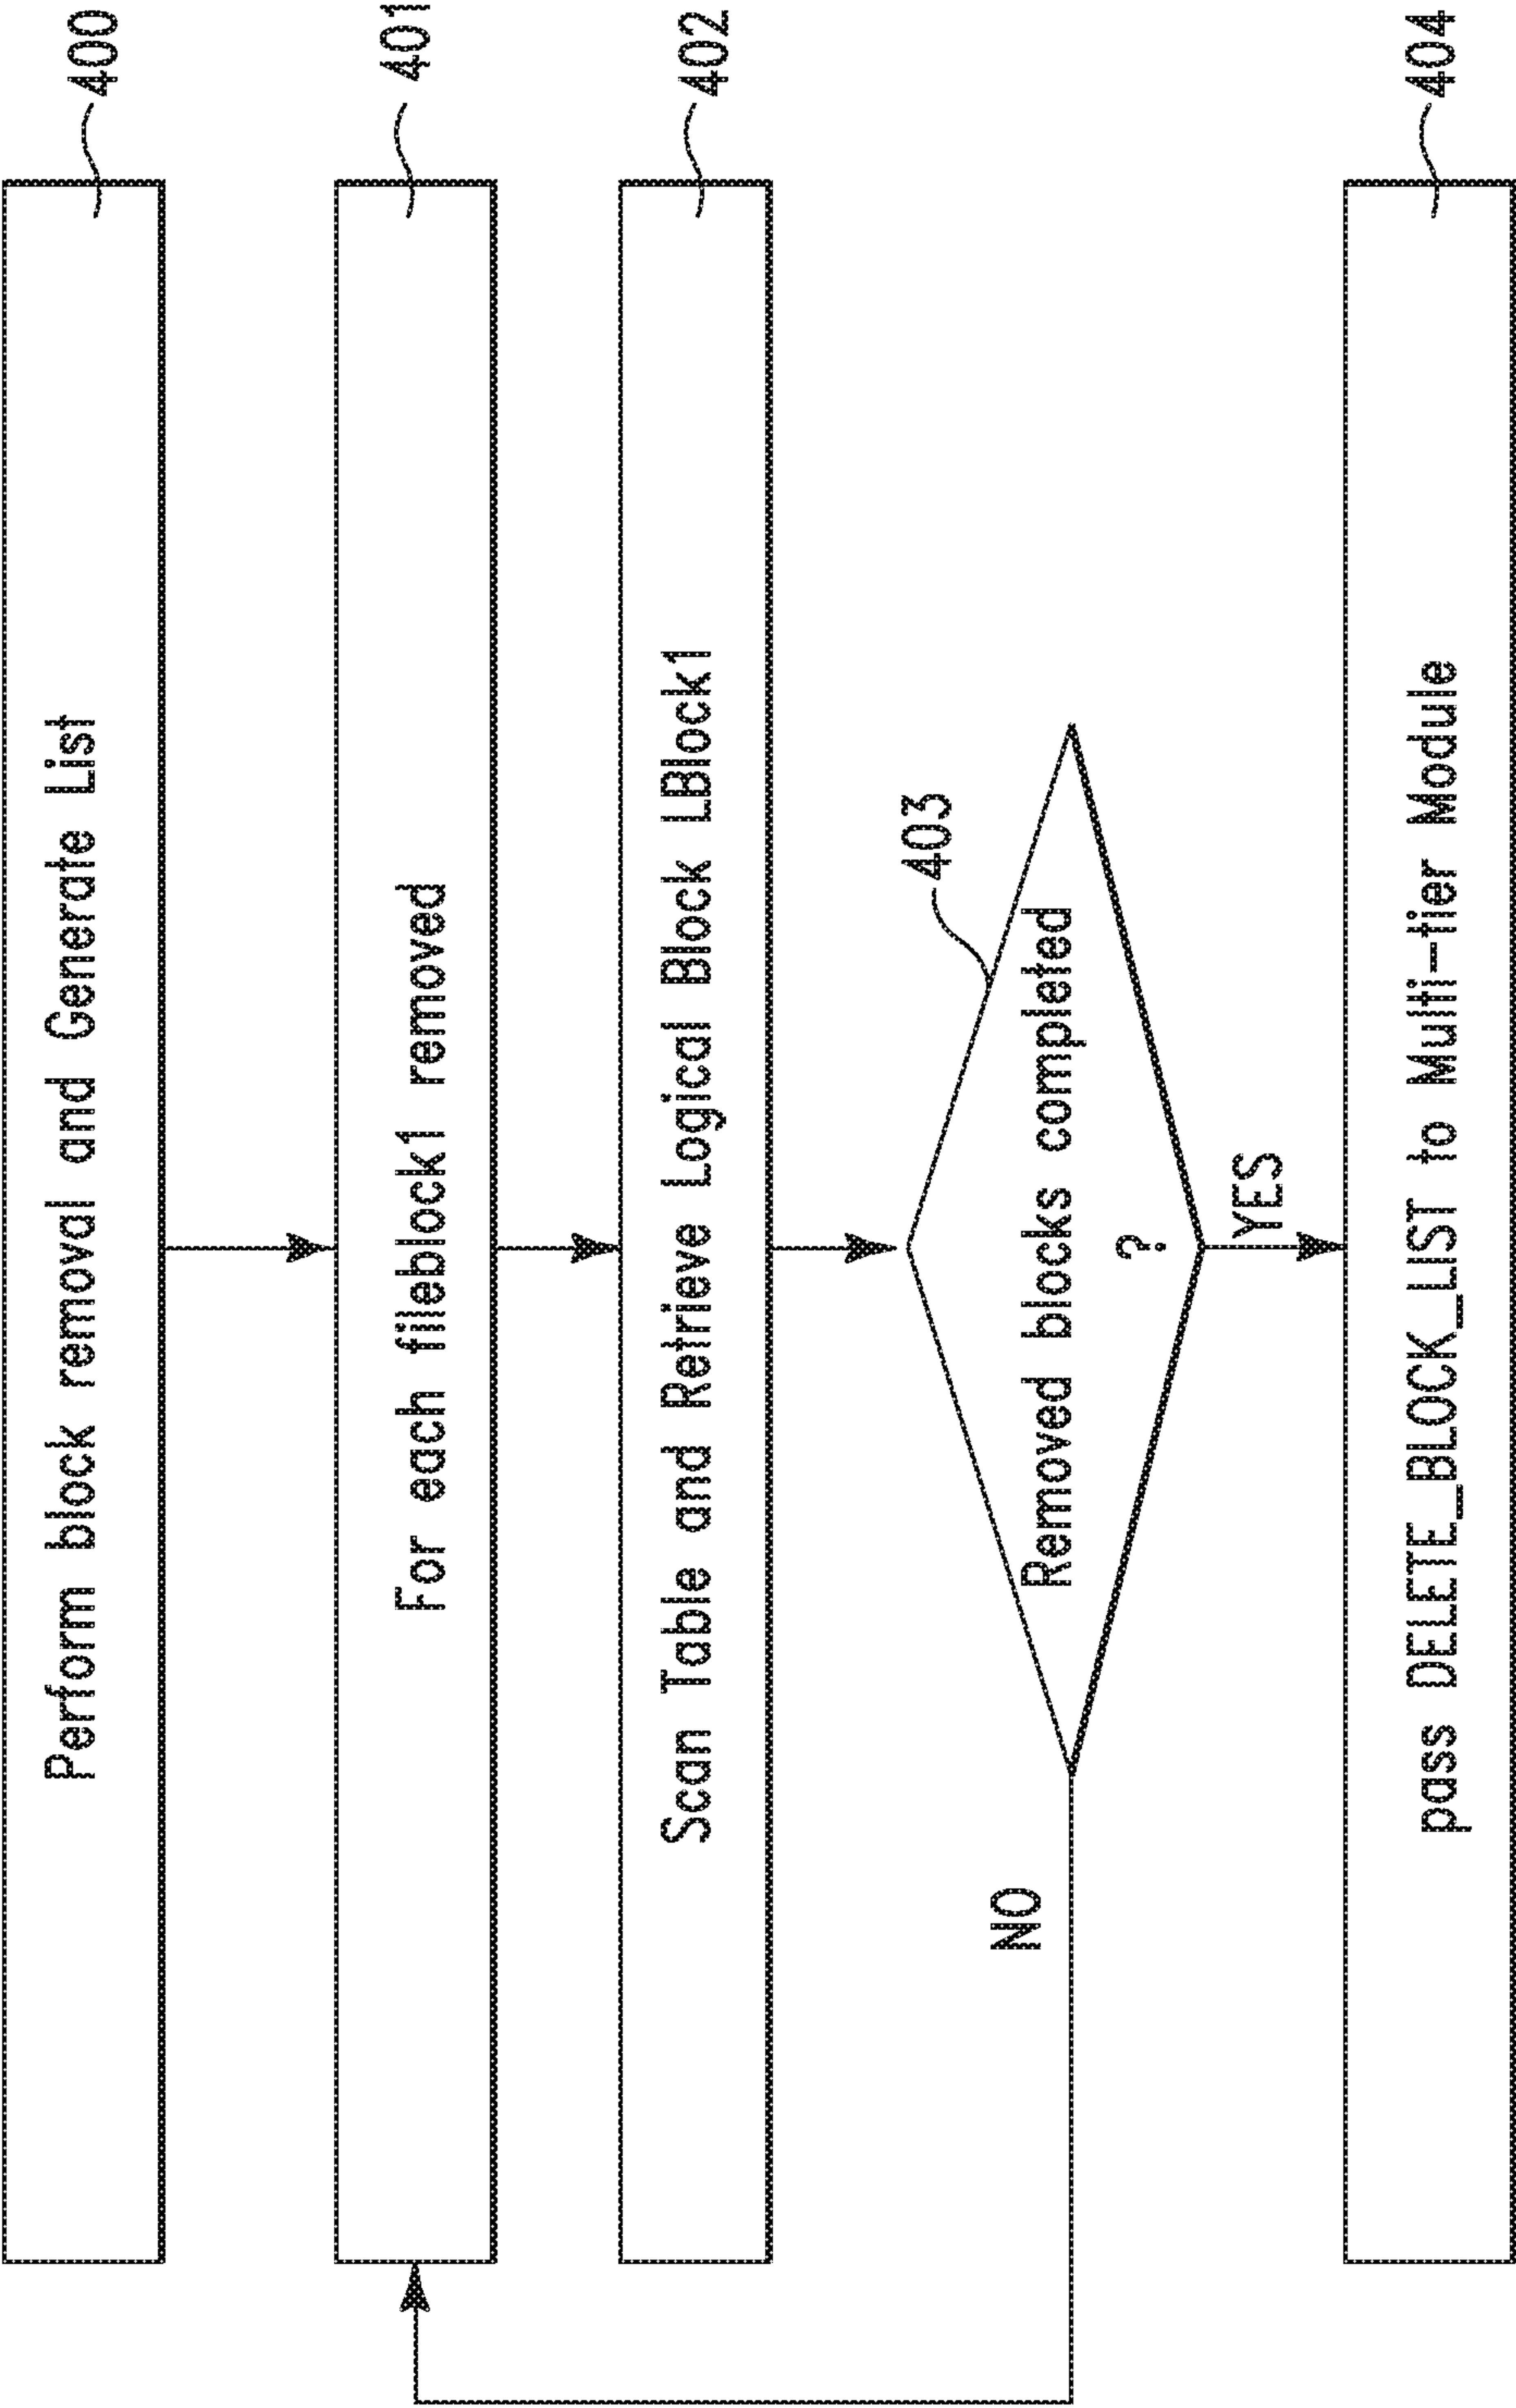 Perform block removal and Generate List
400
For each fileblock1 removed
401
Scan Table and Retrieve Logical Block LBlock1
402
403
Removed blocks completed
?
NO
YES
pass DELETE_BLOCK_LIST to Multi-tier Module
404